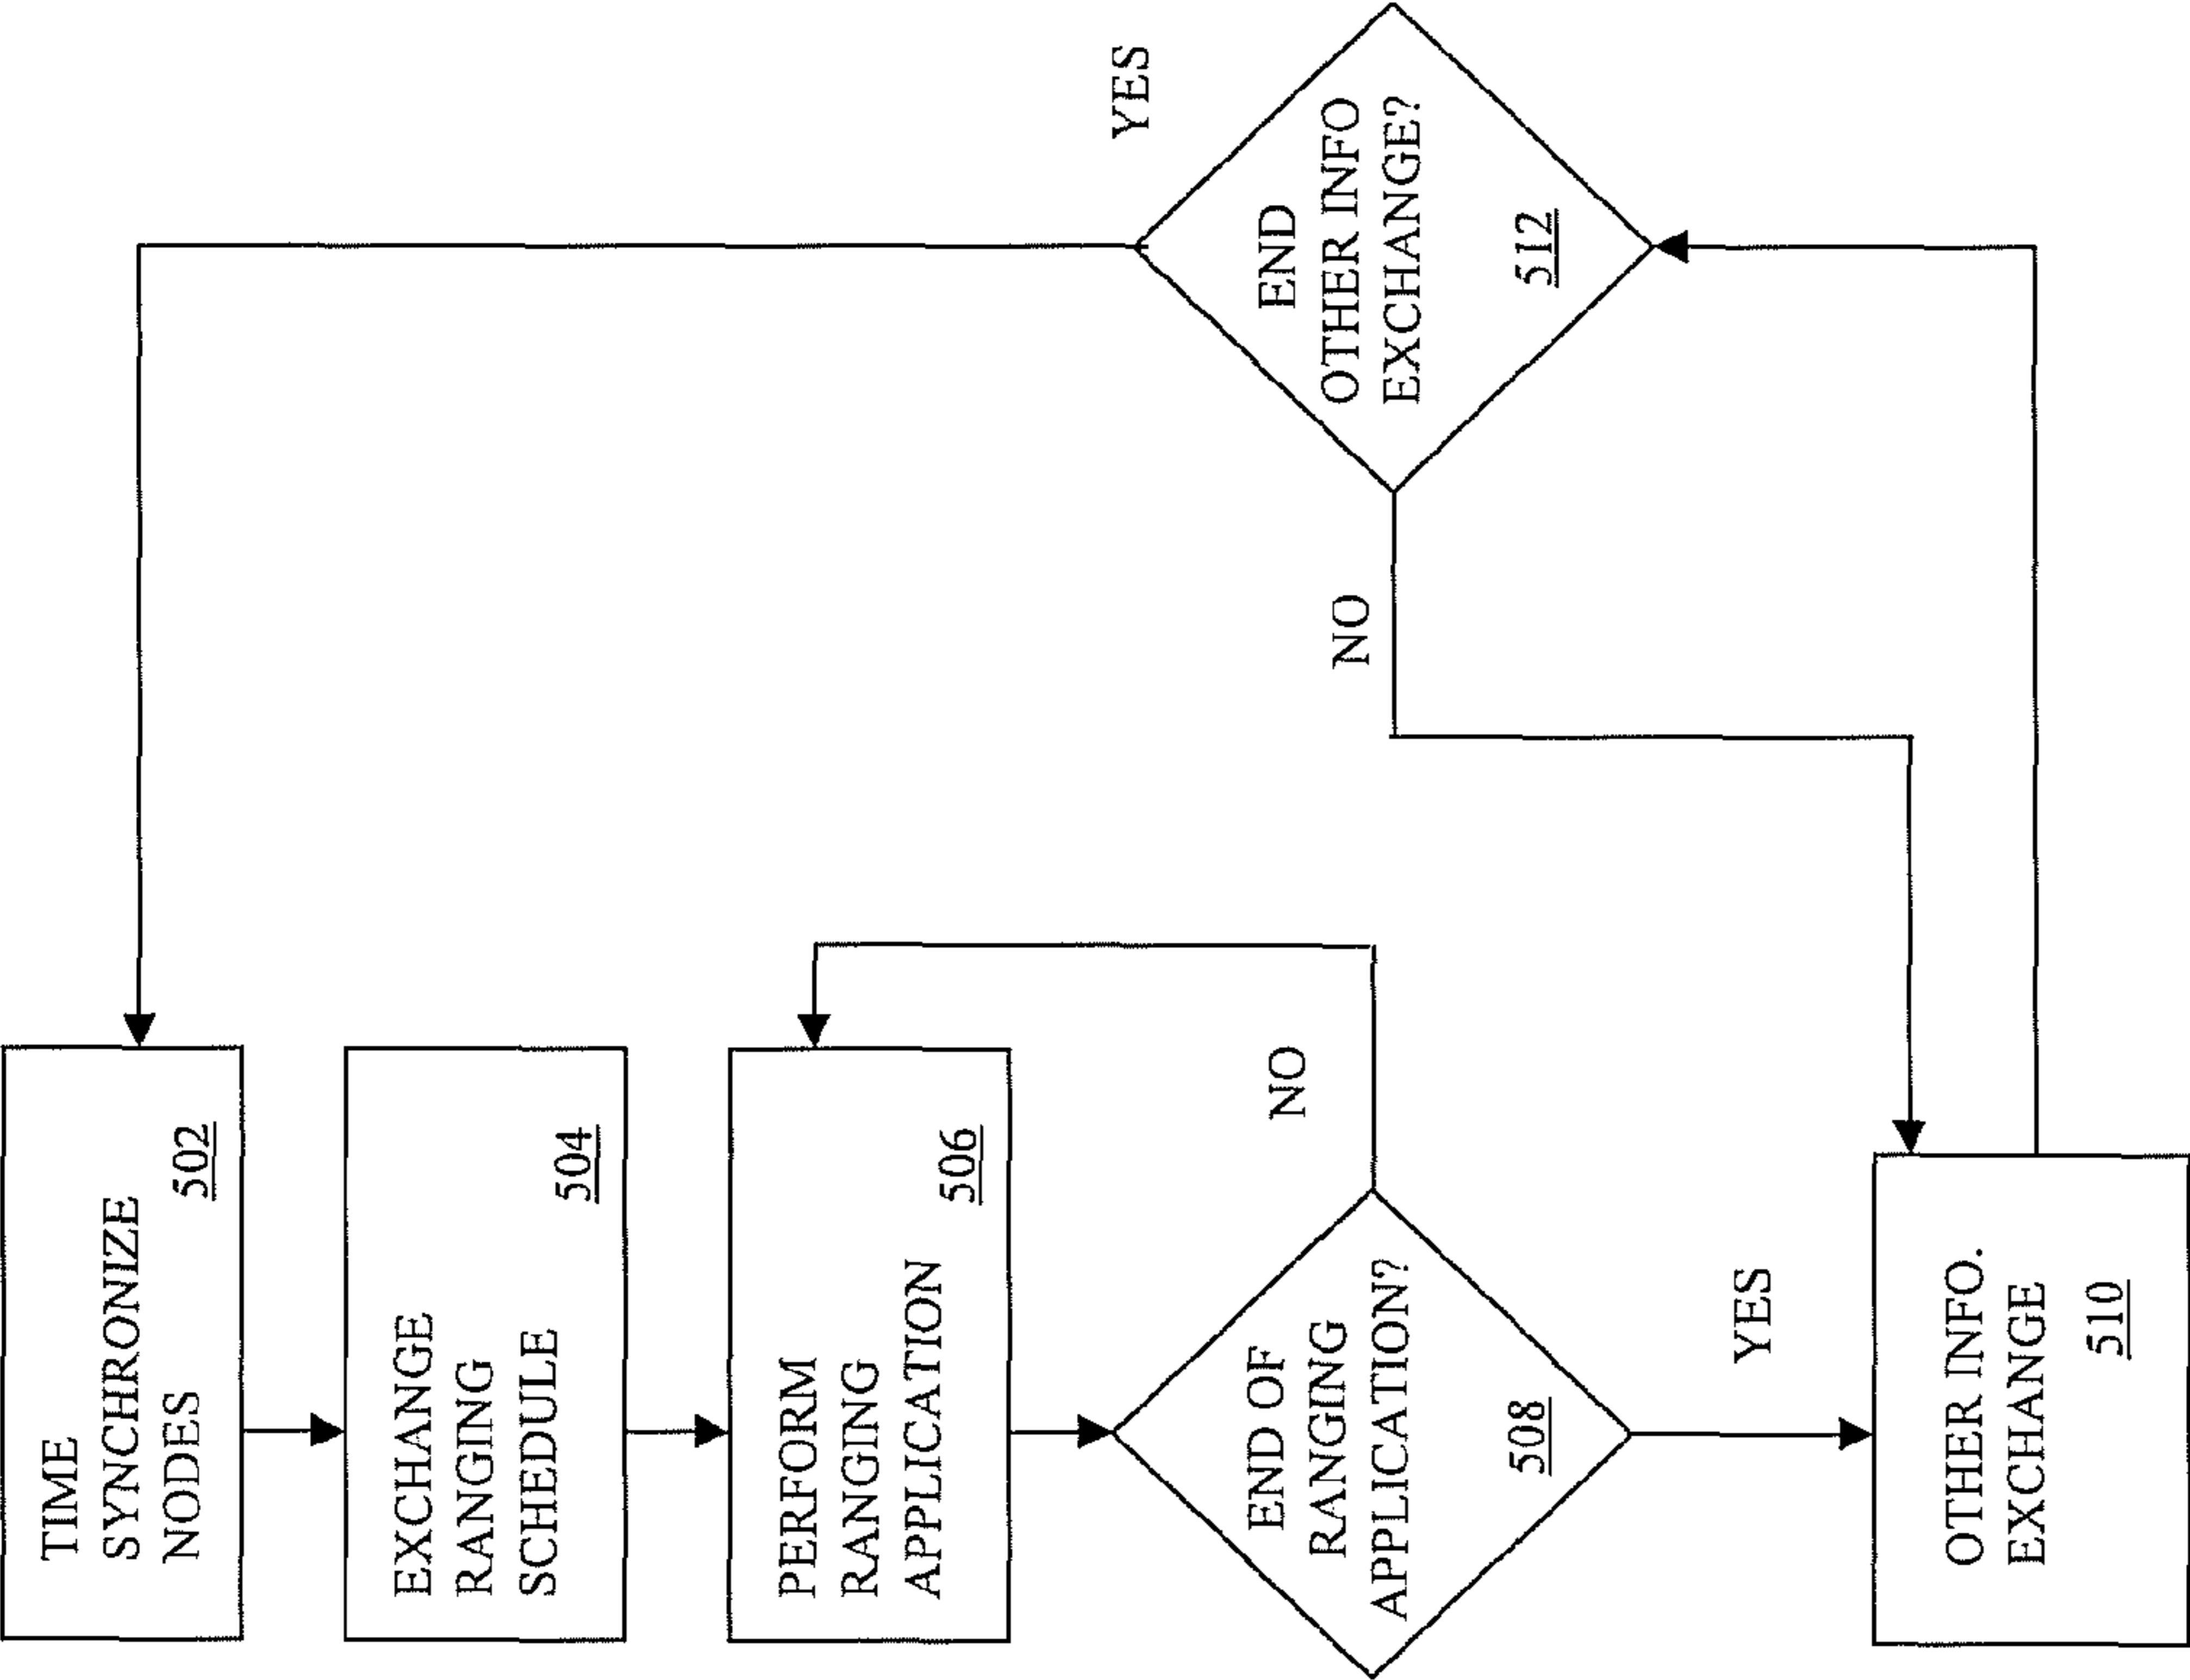 TIME
SYNCHRONIZE
NODES
502
EXCHANGE
RANGING
SCHEDULE
504
PERFORM
RANGING
APPLICATION
506
NO
END OF
RANGING
APPLICATION?
508
YES
OTHER INFO.
EXCHANGE
510
YES
END
OTHER INFO
EXCHANGE?
512
NO